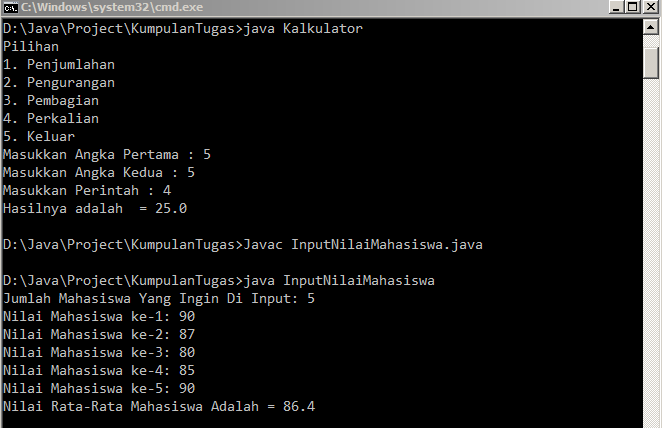 C:\Windows\system32\cmd.exe
D:\Java\Project\KumpulanTugas>java Kalkulator
Pilihan
1. Penjumlahan
2. Pengurangan
3. Pembagian
4. Perkalian
5. Keluar
Masukkan Angka Pertama : 5
Masukkan Angka Kedua : 5
Masukkan Perintah : 4
Hasilnya adalah  = 25.0
D:\Java\Project\KumpulanTugas>Javac InputNilaiMahasiswa.java
D:\Java\Project\KumpulanTugas>java InputNilaiMahasiswa
Jumlah Mahasiswa Yang Ingin Di Input: 5
Nilai Mahasiswa ke-1: 90
Nilai Mahasiswa ke-2: 87
Nilai Mahasiswa ke-3: 80
Nilai Mahasiswa ke-4: 85
Nilai Mahasiswa ke-5: 90
Nilai Rata-Rata Mahasiswa Adalah = 86.4